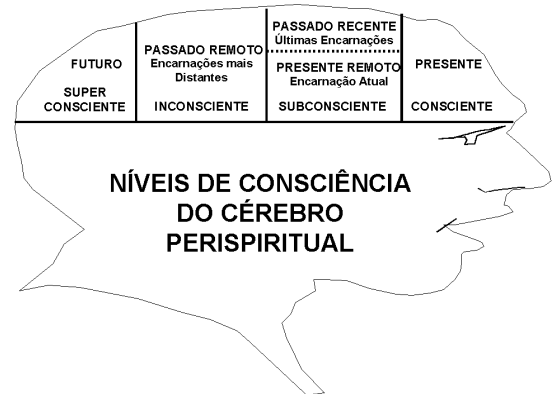 FUTURO
SUPER
CONSCIENTE
PASSADO REMOTO
Encarnações mais
Distantes
INCONSCIENTE
PASSADO RECENTE
Últimas Encarnações
PRESENTE REMOTO
Encarnação Atual
SUBCONSCIENTE
PRESENTE
CONSCIENTE
NÍVEIS DE CONSCIÊNCIA
DO CÉREBRO
PERISPIRITUAL